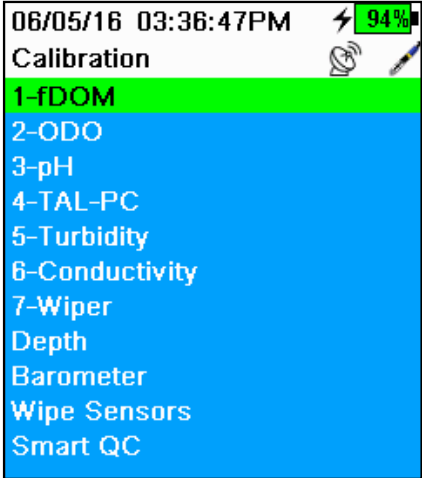 06/05/16 03:36:47PM 94%
Calibration
1-fDOM
2-ODO
3-pH
4-TAL-PC
5-Turbidity
6-Conductivity
7-Wiper
Depth
Barometer
Wipe Sensors
Smart QC